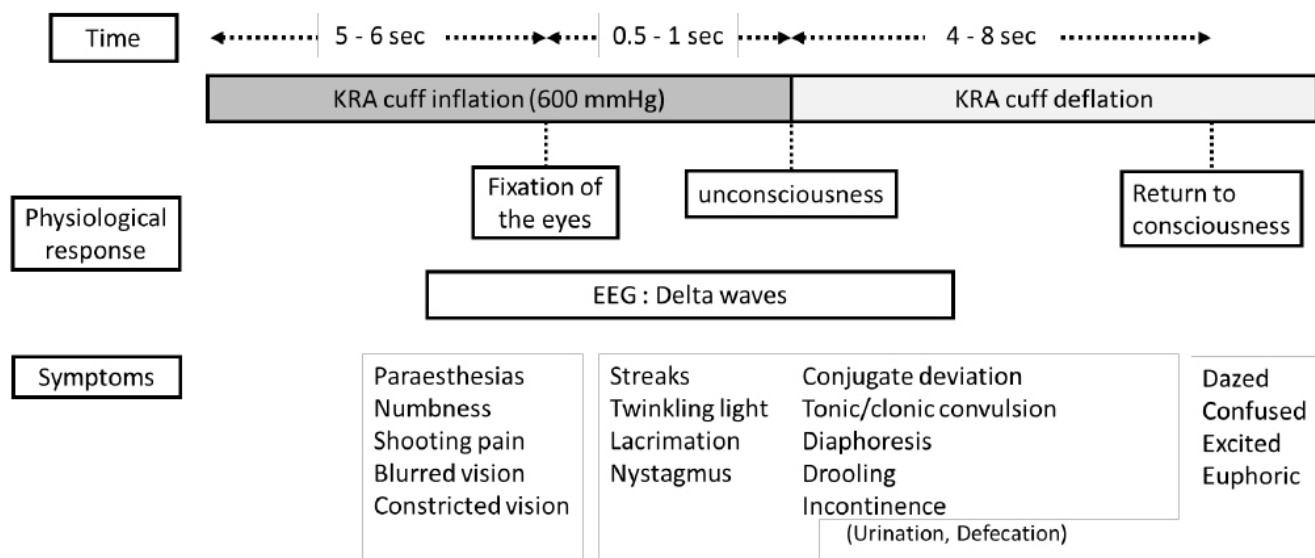 Time
5 - 6 sec
0.5 - 1 sec
4 - 8 sec
KRA cuff inflation (600 mmHg)
KRA cuff deflation
Physiological
response
Fixation of
the eyes
unconsciousness
Return to
consciousness
EEG : Delta waves
Symptoms
Paraesthesias
Numbness
Shooting pain
Blurred vision
Constricted vision
Streaks
Twinkling light
Lacrimation
Nystagmus
Conjugate deviation
Tonic/clonic convulsion
Diaphoresis
Drooling
Incontinence
(Urination, Defecation)
Dazed
Confused
Excited
Euphoric